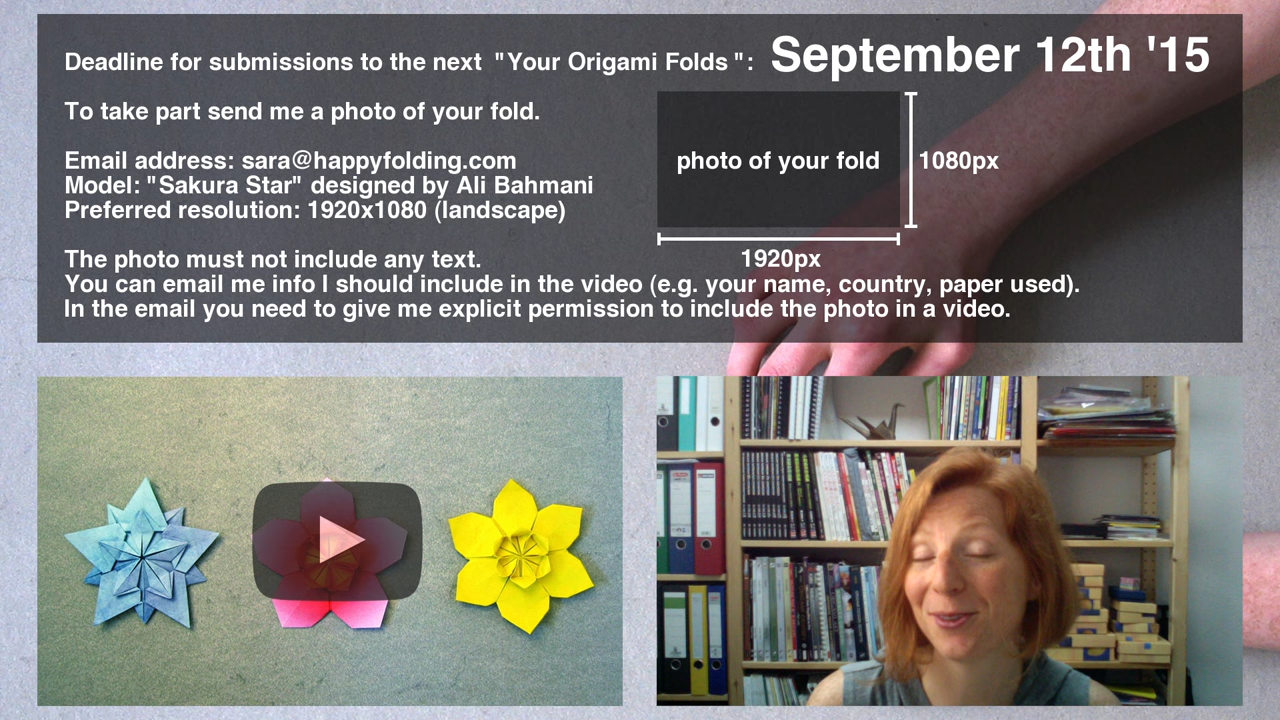 Deadline for submissions to the next "Your Origami Folds ": September 12th '15
To take part send me a photo of your fold.
Email address: sara@happyfolding.com
Model: "Sakura Star" designed by Ali Bahmani
Preferred resolution: 1920x1080 (landscape)
photo of your fold
1080px
1920px
The photo must not include any text.
You can email me info I should include in the video (e.g. your name, country, paper used).
In the email you need to give me explicit permission to include the photo in a video.